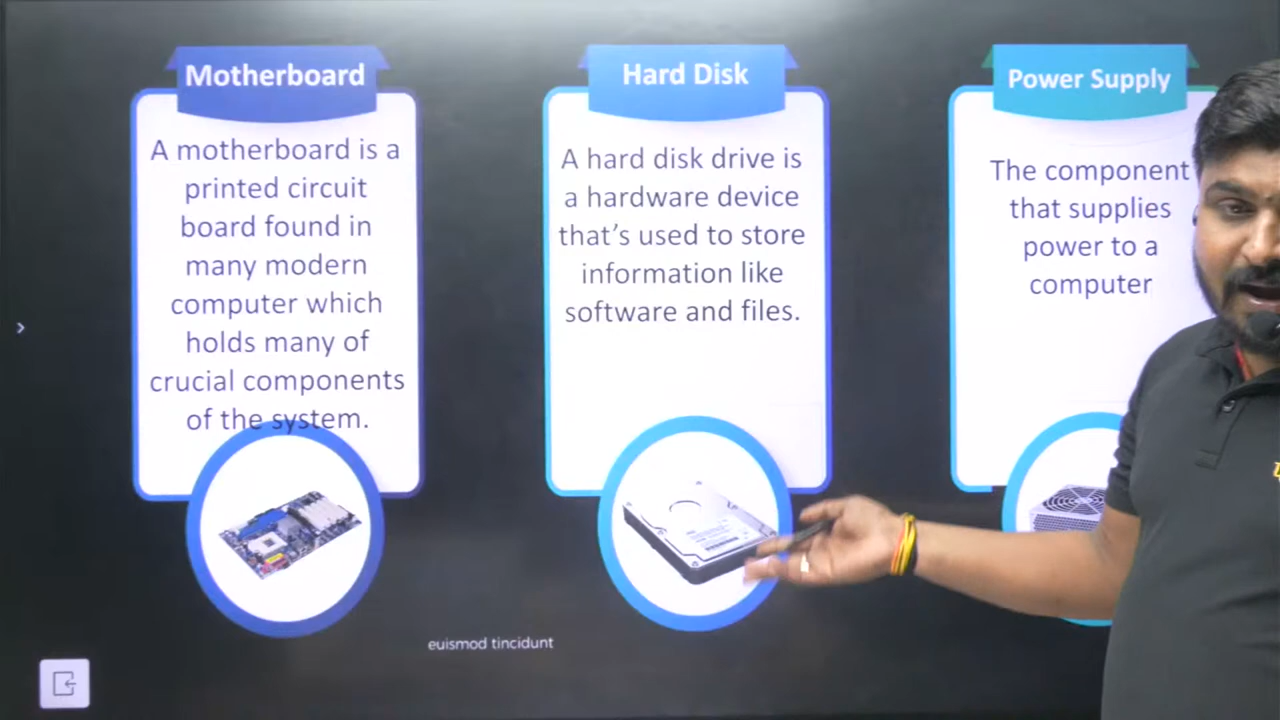 Motherboard
A motherboard is a
printed circuit
board found in
many modern
computer which
holds many of
crucial components
of the system.
Hard Disk
A hard disk drive is
a hardware device
that's used to store
information like
software and files.
Power Supply
The component
that supplies
power to a
computer
euismod tincidunt